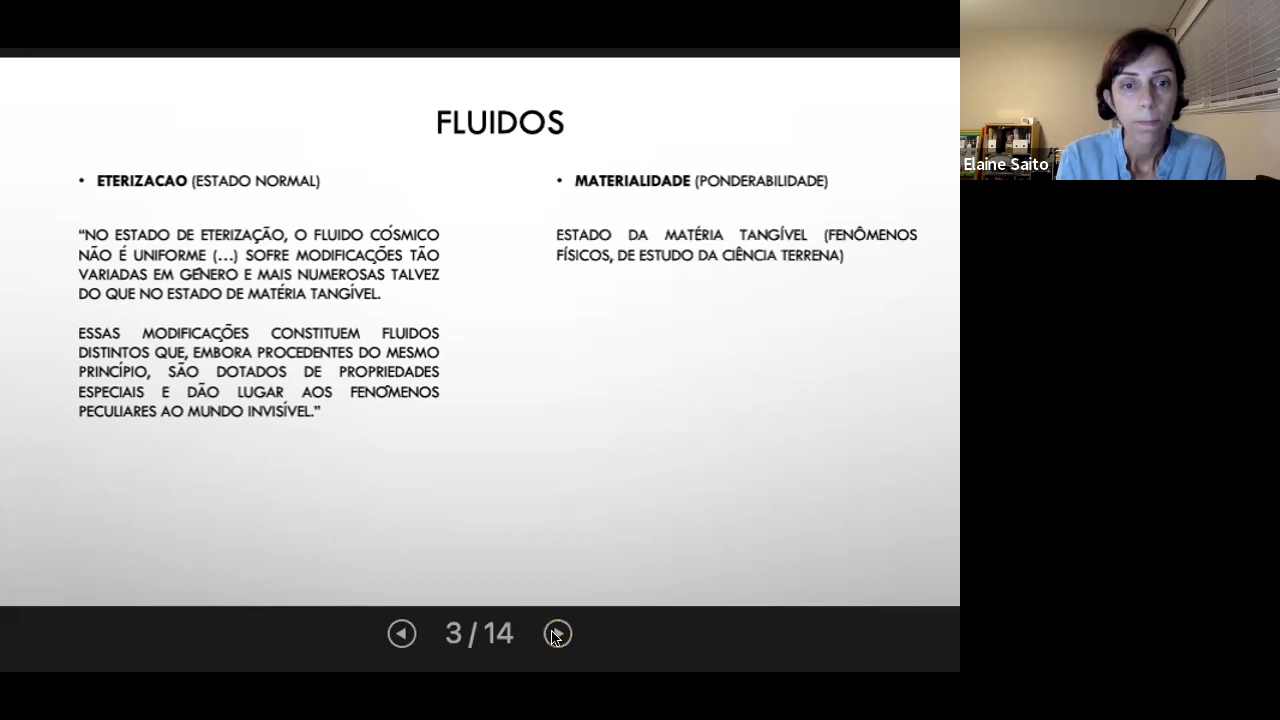 FLUIDOS
• ETERIZACAO (ESTADO NORMAL)
“NO ESTADO DE ETERIZAÇÃO, O FLUIDO CÓSMICO
NÃO É UNIFORME (...) SOFRE MODIFICAÇÕES TÃO
VARIADAS EM GÊNERO E MAIS NUMEROSAS TALVEZ
DO QUE NO ESTADO DE MATÉRIA TANGÍVEL.
ESSAS MODIFICAÇÕES CONSTITUEM FLUIDOS
DISTINTOS QUE, EMBORA PROCEDENTES DO MESMO
PRINCÍPIO, SÃO DOTADOS DE PROPRIEDADES
ESPECIAIS E DÃO LUGAR AOS FENÔMENOS
PECULIARES AO MUNDO INVISÍVEL.”
• MATERIALIDADE (PONDERABILIDADE)
ESTADO DA MATÉRIA TANGÍVEL (FENÔMENOS
FÍSICOS, DE ESTUDO DA CIÊNCIA TERRENA)
3 / 14
Elaine Saito